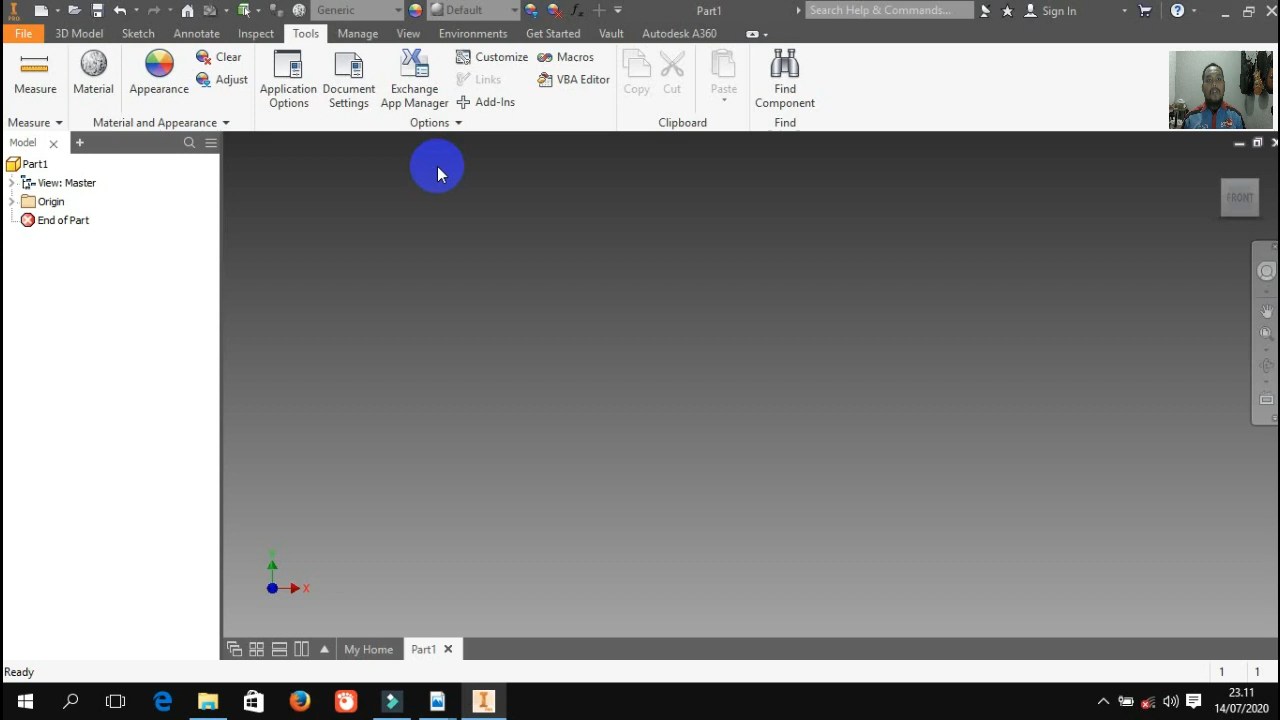 Generic
Default
Part1
Search Help & Commands...
Sign In
File
3D Model
Sketch
Annotate
Inspect
Tools
Manage
View
Environments
Get Started
Vault
Autodesk A360
Measure
Material
Appearance
Clear
Adjust
Application Options
Document Settings
Exchange App Manager
Customize
Links
Add-Ins
Macros
VBA Editor
Copy
Cut
Paste
Find Component
Measure
Material and Appearance
Options
Clipboard
Find
Model
Part1
View: Master
Origin
End of Part
FRONT
Y
X
My Home
Part1
Ready
1
1
23.11
14/07/2020